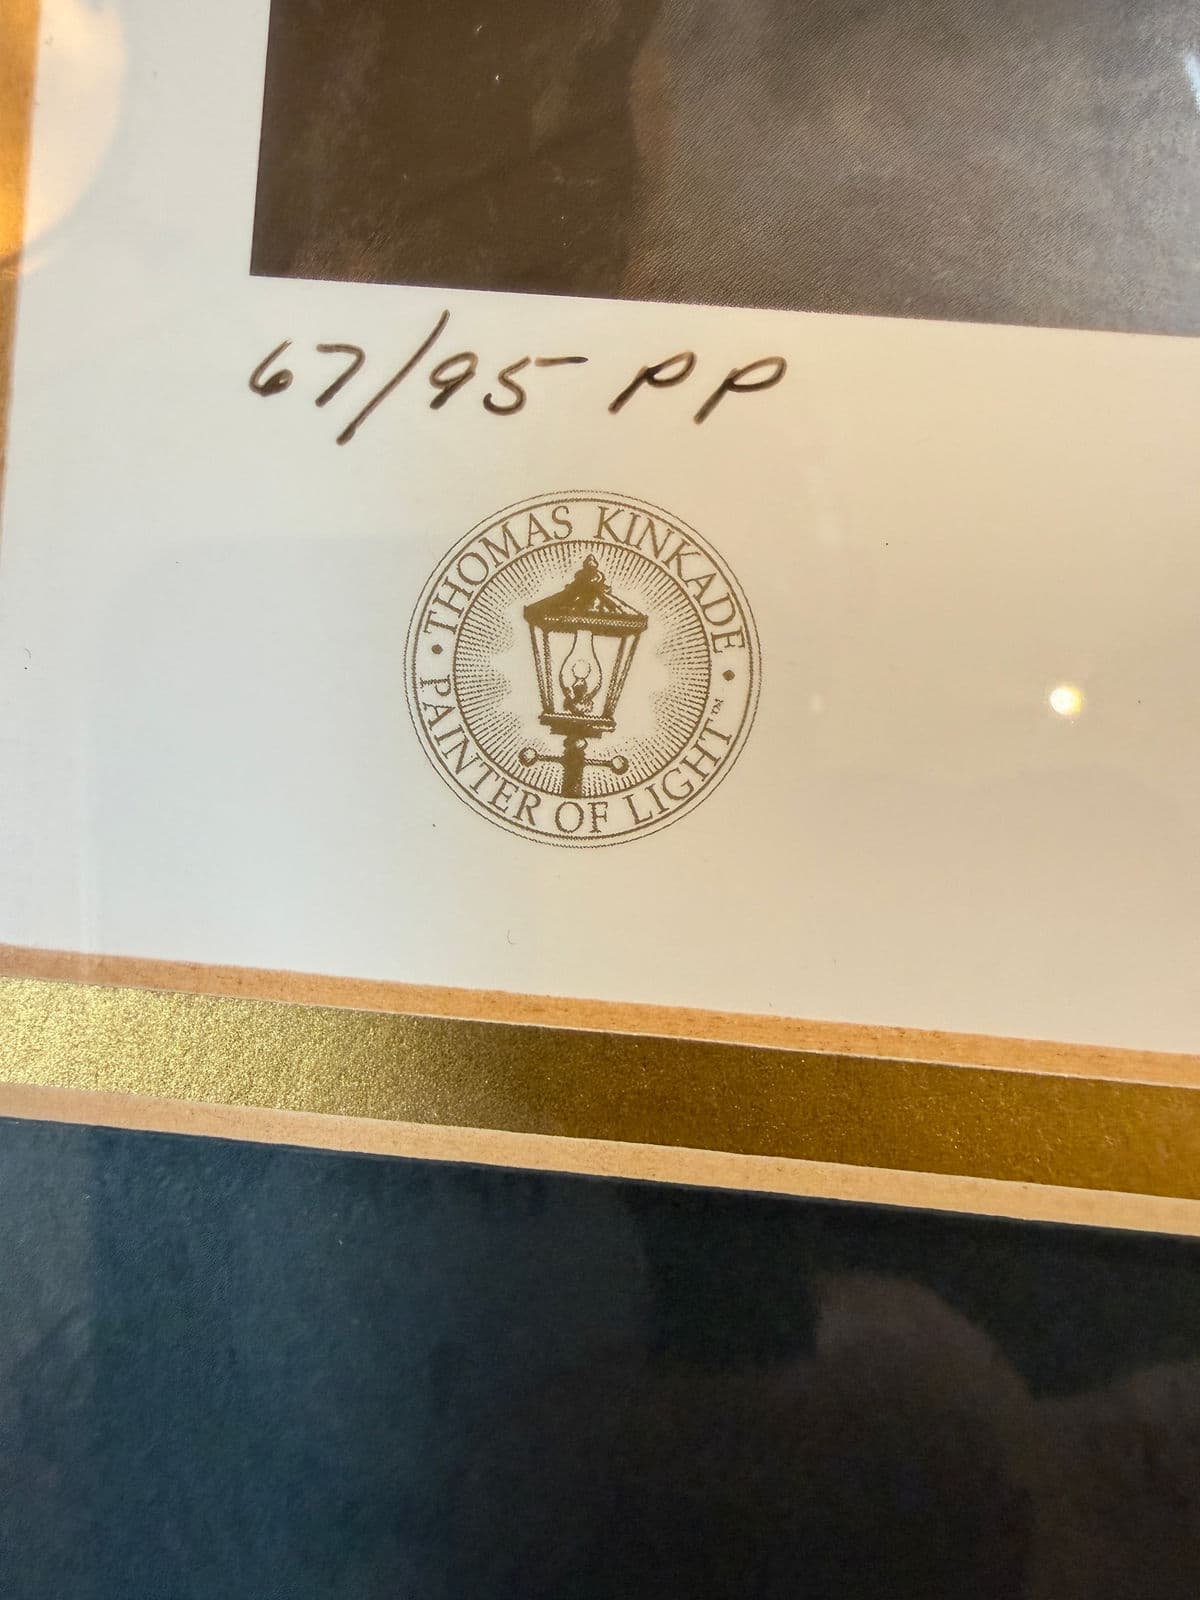 67/95 PP
• THOMAS KINKADE •
PAINTER OF LIGHT™